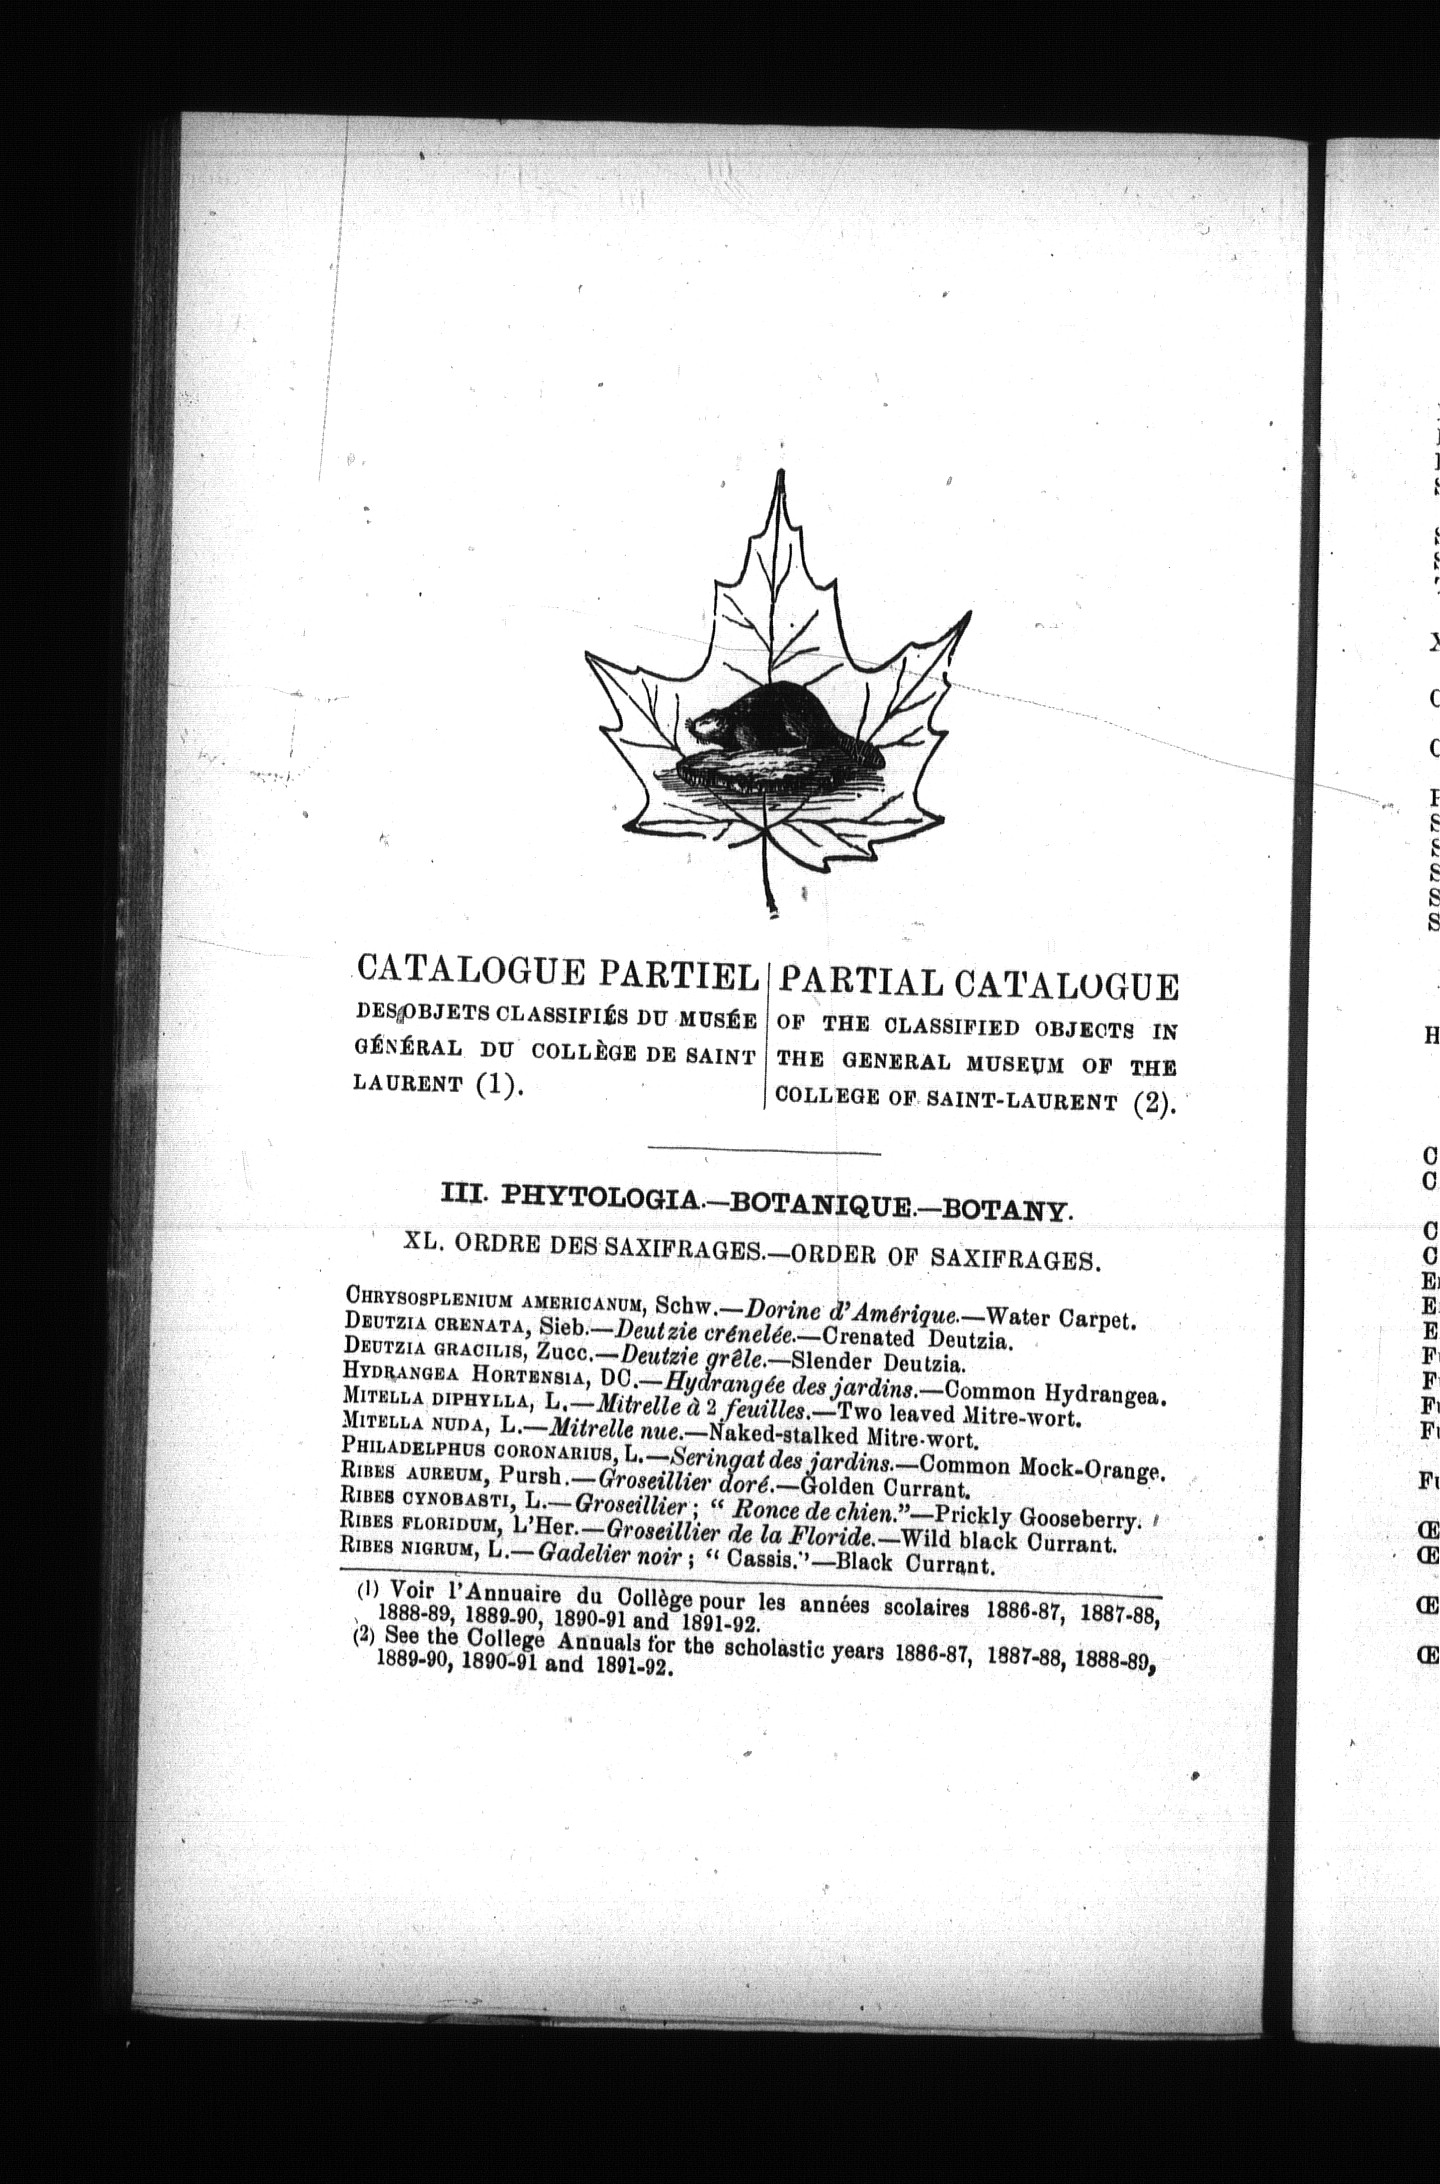 CATALOGUE PARTIEL
DES OBJETS CLASSIFIÉS DU MUSÉE
GÉNÉRAL DU COLLÈGE DE SAINT
LAURENT (1).
PARTIAL CATALOGUE
OF THE CLASSIFIED OBJECTS IN
THE GENERAL MUSEUM OF THE
COLLEGE OF SAINT-LAURENT (2).
III. PHYTOLOGIA.—BOTANIQUE.—BOTANY.
XL. ORDRE DES SAXIFRAGES.—ORDER OF SAXIFRAGES.
CHRYSOSPLENIUM AMERICANUM, Schw.—Dorine d'Amérique.—Water Carpet.
DEUTZIA CRENATA, Sieb.—Deutzie crénelée.—Crenated Deutzia.
DEUTZIA GRACILIS, Zucc.—Deutzie grêle.—Slender Deutzia.
HYDRANGEA HORTENSIA, DC.—Hydrangée des jardins.—Common Hydrangea.
MITELLA DIPHYLLA, L.—Mitrelle à 2 feuilles.—Two leaved Mitre-wort.
MITELLA NUDA, L.—Mitrelle nue.—Naked-stalked Mitre-wort.
PHILADELPHUS CORONARIUS, L.—Seringat des jardins.—Common Mock-Orange.
RIBES AUREUM, Pursh.—Groseillier doré.—Golden Currant.
RIBES CYNOBASTI, L.—Groseillier ; “ Ronce de chien.”—Prickly Gooseberry.
RIBES FLORIDUM, L'Her.—Groseillier de la Floride.—Wild black Currant.
RIBES NIGRUM, L.—Gadelier noir ; “ Cassis.”—Black Currant.
(1) Voir l'Annuaire du Collège pour les années scolaires 1886-87, 1887-88,
1888-89, 1889-90, 1890-91 and 1891-92.
(2) See the College Annuals for the scholastic years 1886-87, 1887-88, 1888-89,
1889-90, 1890-91 and 1891-92.